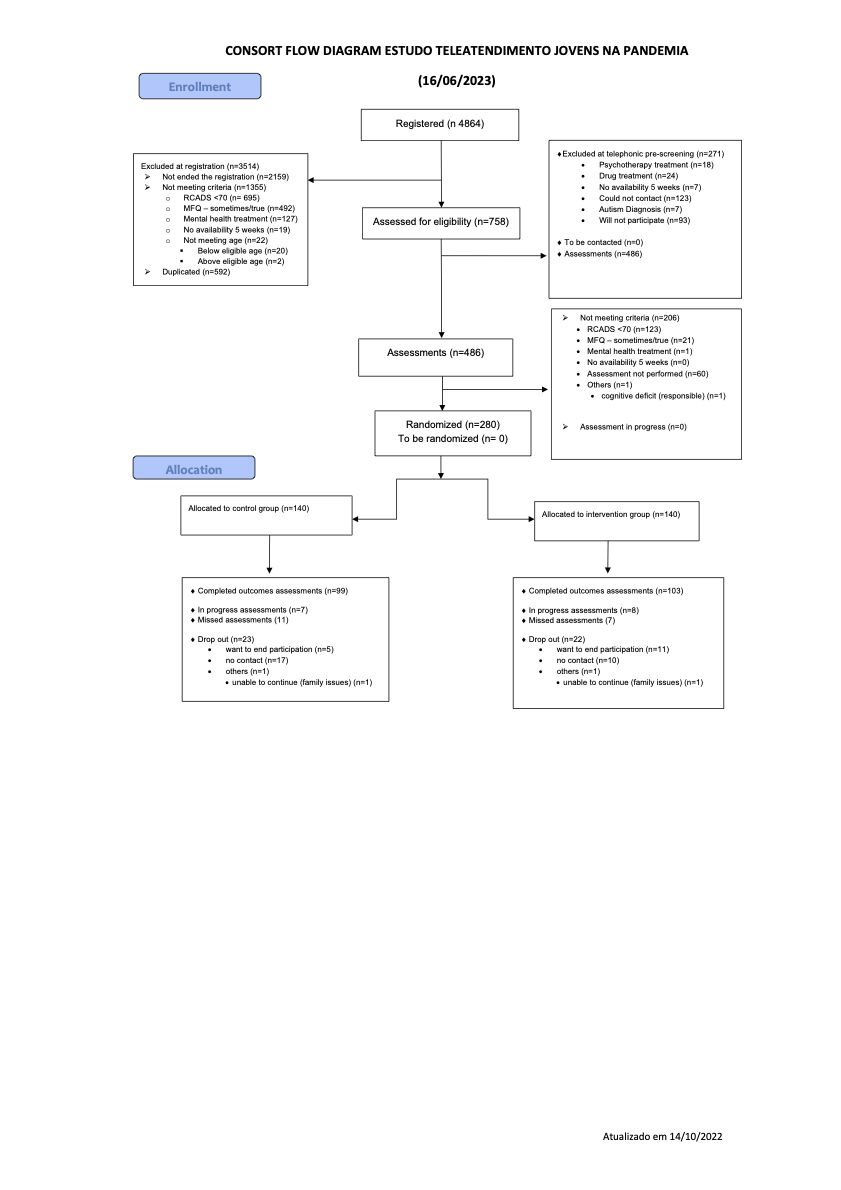 CONSORT FLOW DIAGRAM ESTUDO TELEATENDIMENTO JOVENS NA PANDEMIA
(16/06/2023)
Enrollment
Registered (n 4864)
Excluded at registration (n=3514)
➢ Not ended the registration (n=2159)
➢ Not meeting criteria (n=1355)
o RCADS <70 (n= 695)
o MFQ – sometimes/true (n=492)
o Mental health treatment (n=127)
o No availability 5 weeks (n=19)
o Not meeting age (n=22)
▪ Below eligible age (n=20)
▪ Above eligible age (n=2)
➢ Duplicated (n=592)
♦Excluded at telephonic pre-screening (n=271)
• Psychotherapy treatment (n=18)
• Drug treatment (n=24)
• No availability 5 weeks (n=7)
• Could not contact (n=123)
• Autism Diagnosis (n=7)
• Will not participate (n=93)
♦ To be contacted (n=0)
♦ Assessments (n=486)
Assessed for eligibility (n=758)
Assessments (n=486)
➢ Not meeting criteria (n=206)
• RCADS <70 (n=123)
• MFQ – sometimes/true (n=21)
• Mental health treatment (n=1)
• No availability 5 weeks (n=0)
• Assessment not performed (n=60)
• Others (n=1)
• cognitive deficit (responsible) (n=1)
➢ Assessment in progress (n=0)
Randomized (n=280)
To be randomized (n= 0)
Allocation
Allocated to control group (n=140)
Allocated to intervention group (n=140)
♦ Completed outcomes assessments (n=99)
♦ In progress assessments (n=7)
♦ Missed assessments (11)
♦ Drop out (n=23)
• want to end participation (n=5)
• no contact (n=17)
• others (n=1)
• unable to continue (family issues) (n=1)
♦ Completed outcomes assessments (n=103)
♦ In progress assessments (n=8)
♦ Missed assessments (7)
♦ Drop out (n=22)
• want to end participation (n=11)
• no contact (n=10)
• others (n=1)
• unable to continue (family issues) (n=1)
Atualizado em 14/10/2022